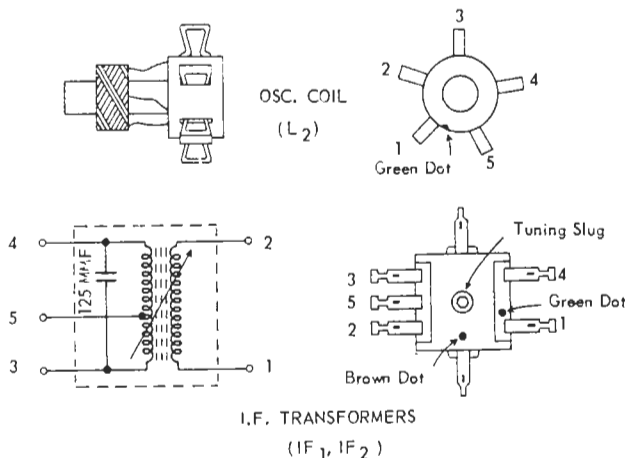 3
2
4
OSC. COIL
(L2)
1
5
Green Dot
4
2
125 MMF
5
3
1
Tuning Slug
3
4
5
Green Dot
2
1
Brown Dot
I.F. TRANSFORMERS
(IF1, IF2)